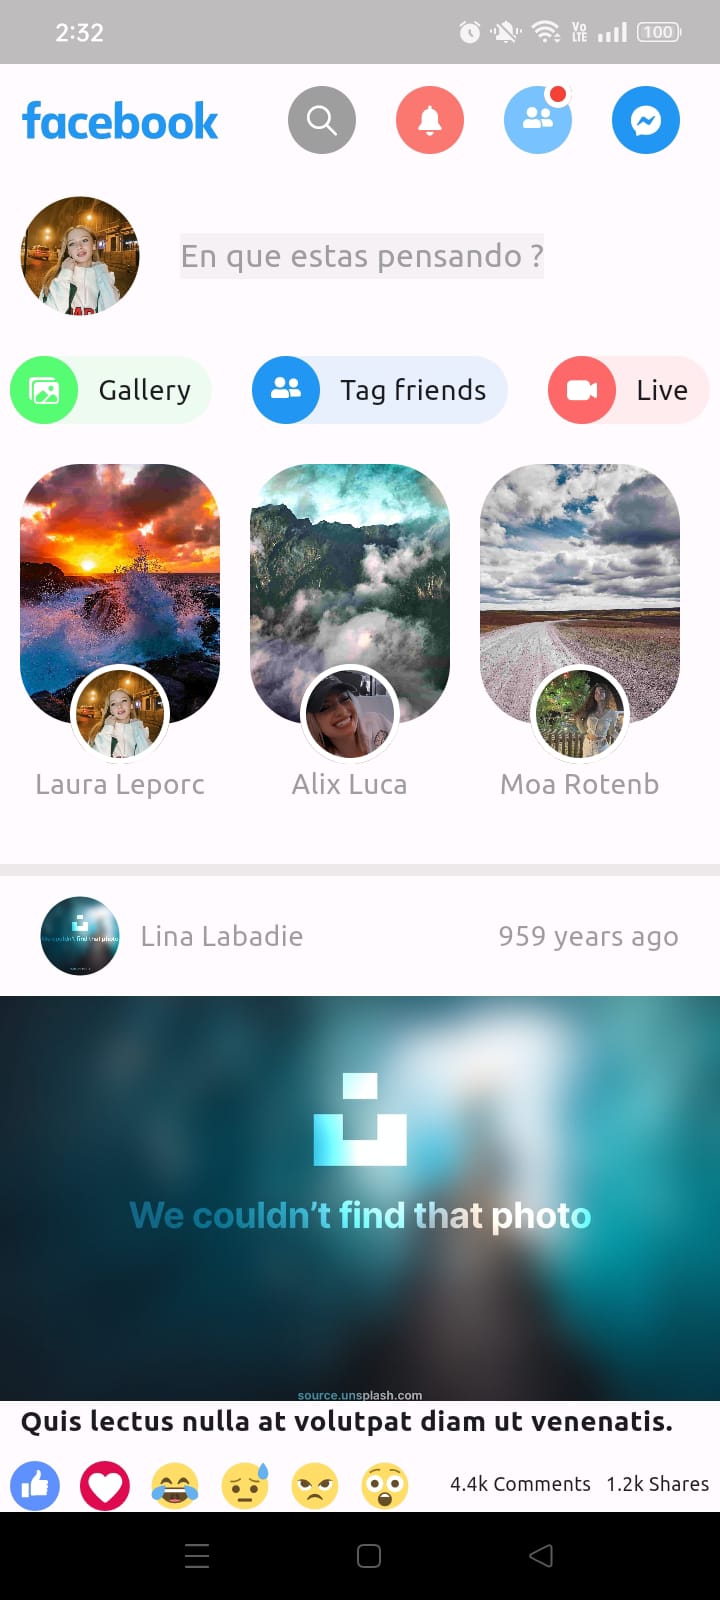 2:32
Vo
LTE
100
facebook
En que estas pensando ?
Gallery
Tag friends
Live
Laura Leporc
Alix Luca
Moa Rotenb
Lina Labadie
959 years ago
We couldn't find that photo
source.unsplash.com
Quis lectus nulla at volutpat diam ut venenatis.
4.4k Comments 1.2k Shares